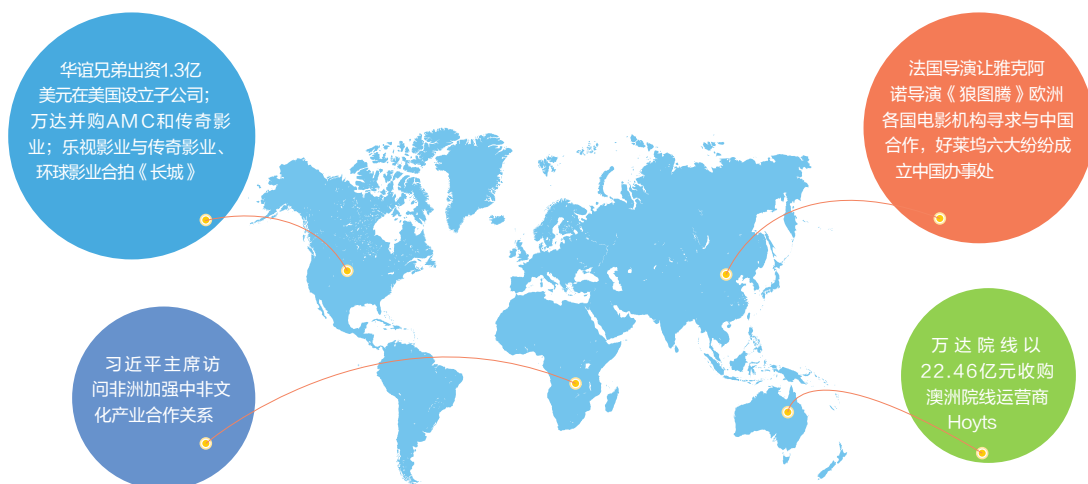 华谊兄弟出资1.3亿
美元在美国设立子公司；
万达并购AMC和传奇影
业；乐视影业与传奇影业、
环球影业合拍《长城》
法国导演让雅克阿
诺导演《狼图腾》欧洲
各国电影机构寻求与中国
合作，好莱坞六大纷纷成
立中国办事处
习近平主席访
问非洲加强中非文
化产业合作关系
万达院线以
22.46亿元收购
澳洲院线运营商
Hoyts